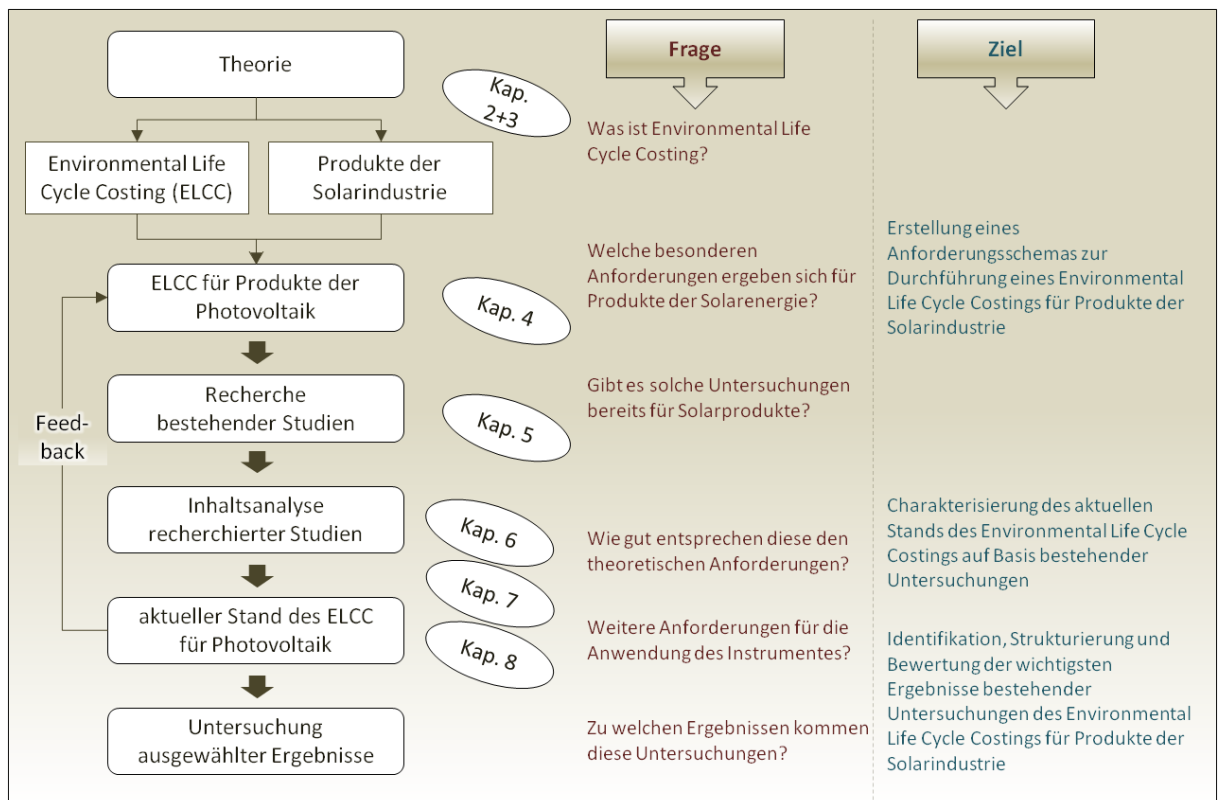 Theorie
Environmental Life
Cycle Costing (ELCC)
Produkte der
Solarindustrie
ELCC für Produkte der
Photovoltaik
Recherche
bestehender Studien
Inhaltsanalyse
recherchierter Studien
aktueller Stand des ELCC
für Photovoltaik
Untersuchung
ausgewählter Ergebnisse
Feed-
back
Kap.
2+3
Kap. 4
Kap. 5
Kap. 6
Kap. 7
Kap. 8
Frage
Was ist Environmental Life
Cycle Costing?
Welche besonderen
Anforderungen ergeben sich für
Produkte der Solarenergie?
Gibt es solche Untersuchungen
bereits für Solarprodukte?
Wie gut entsprechen diese den
theoretischen Anforderungen?
Weitere Anforderungen für die
Anwendung des Instrumentes?
Zu welchen Ergebnissen kommen
diese Untersuchungen?
Ziel
Erstellung eines
Anforderungsschemas zur
Durchführung eines Environmental
Life Cycle Costings für Produkte der
Solarindustrie
Charakterisierung des aktuellen
Stands des Environmental Life Cycle
Costings auf Basis bestehender
Untersuchungen
Identifikation, Strukturierung und
Bewertung der wichtigsten
Ergebnisse bestehender
Untersuchungen des Environmental
Life Cycle Costings für Produkte der
Solarindustrie